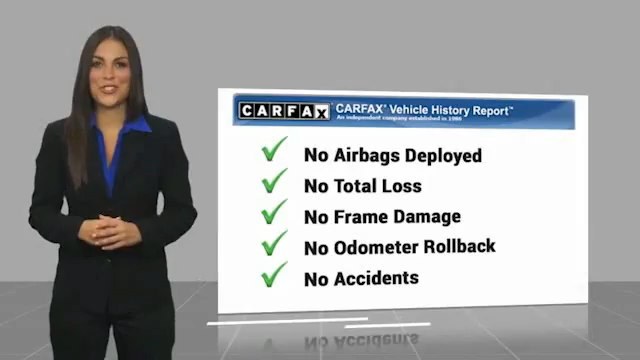 CARFAX CARFAX® Vehicle History Report™
An independent company established in 1986
No Airbags Deployed
No Total Loss
No Frame Damage
No Odometer Rollback
No Accidents